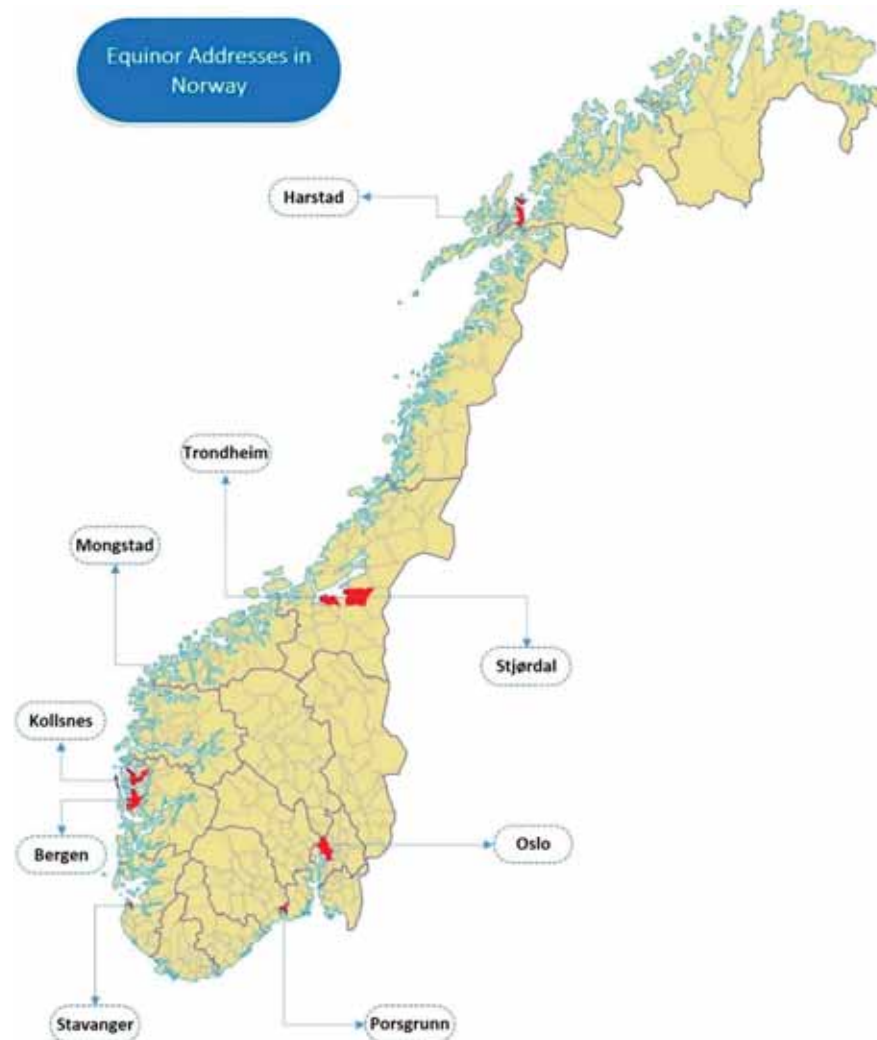 Equinor Addresses in
Norway
Harstad
Trondheim
Mongstad
Stjørdal
Kollsnes
Bergen
Oslo
Stavanger
Porsgrunn